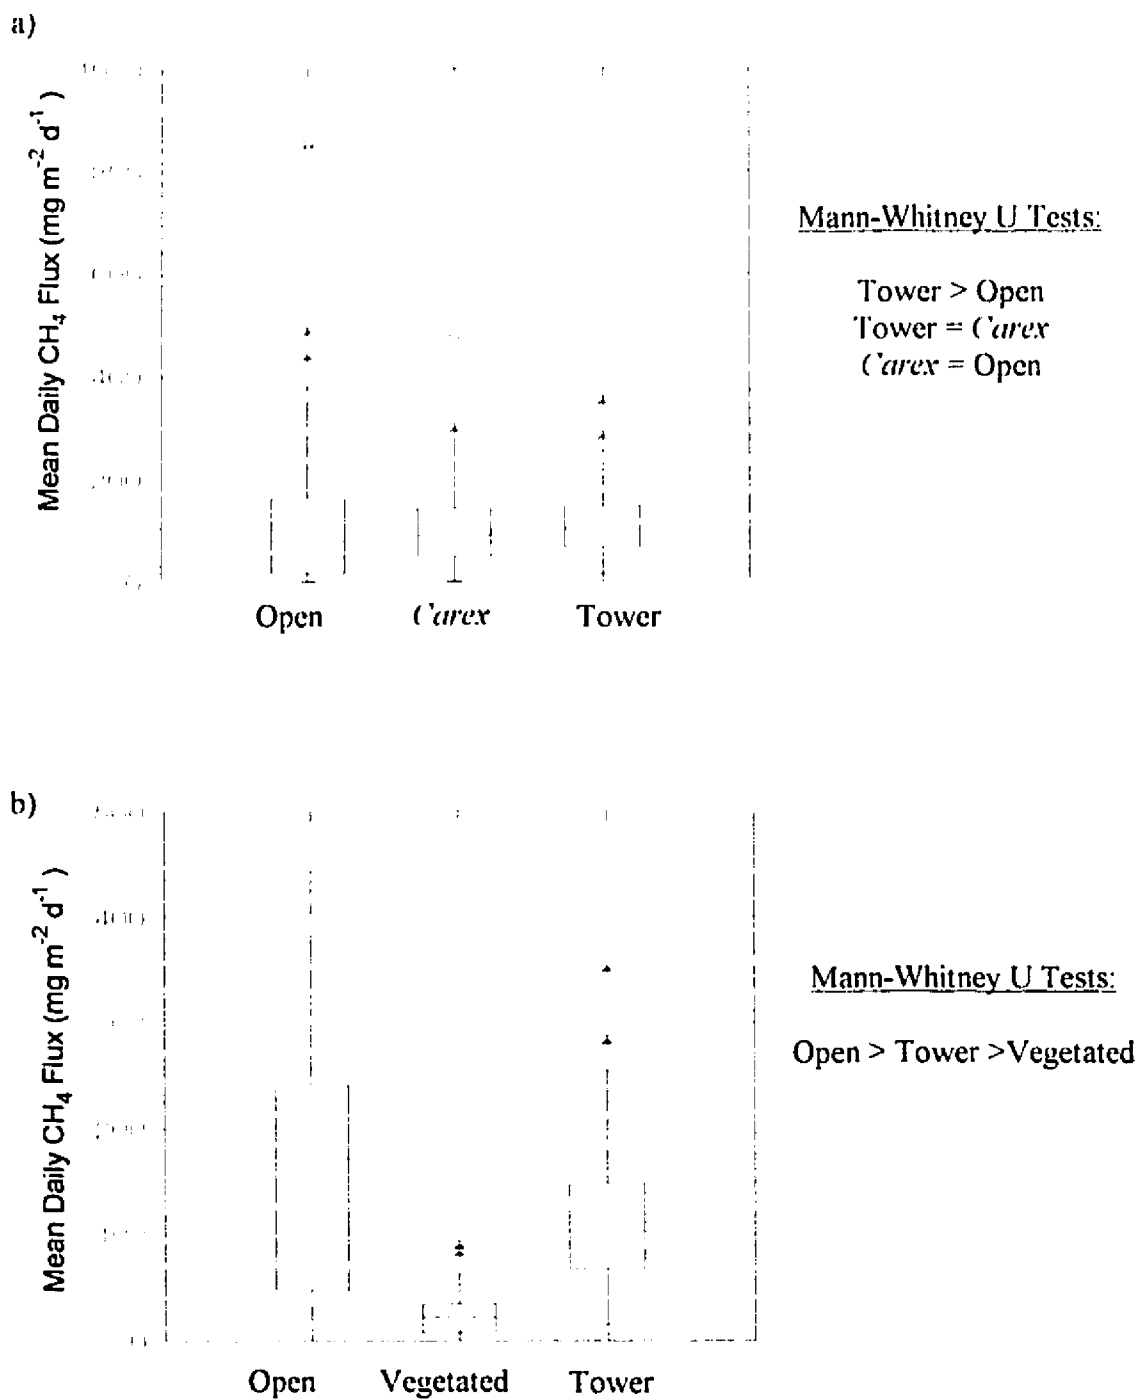 a)
Mean Daily CH₄ Flux (mg m⁻² d⁻¹ )
Mann-Whitney U Tests:
Tower > Open
Tower = Carex
Carex = Open
Open Carex Tower
b)
Mean Daily CH₄ Flux (mg m⁻² d⁻¹ )
Mann-Whitney U Tests:
Open > Tower >Vegetated
Open Vegetated Tower